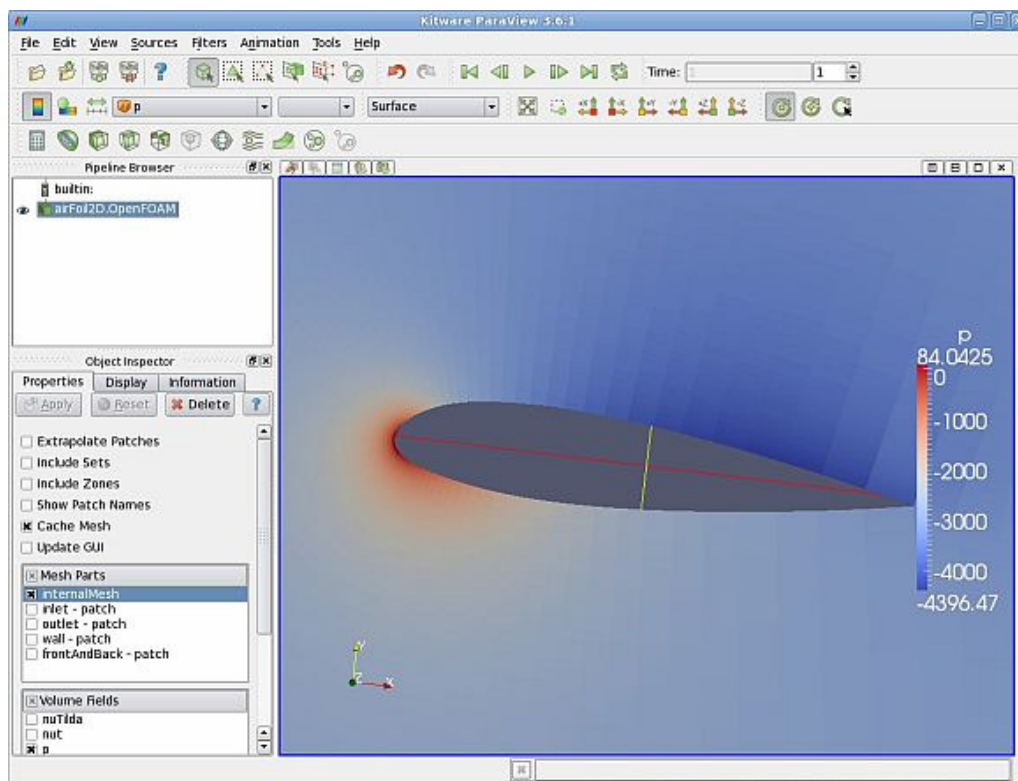 Kitware ParaView 3.6.1
File Edit View Sources Filters Animation Tools Help
Time: 1 1
p Surface
Pipeline Browser
builtin:
airFoil2D.OpenFOAM
Object Inspector
Properties Display Information
Apply Reset Delete ?
Extrapolate Patches
Include Sets
Include Zones
Show Patch Names
Cache Mesh
Update GUI
Mesh Parts
internalMesh
inlet - patch
outlet - patch
wall - patch
frontAndBack - patch
Volume Fields
nuTilda
nut
p
p
84.0425
0
-1000
-2000
-3000
-4000
-4396.47
Y
Z
X